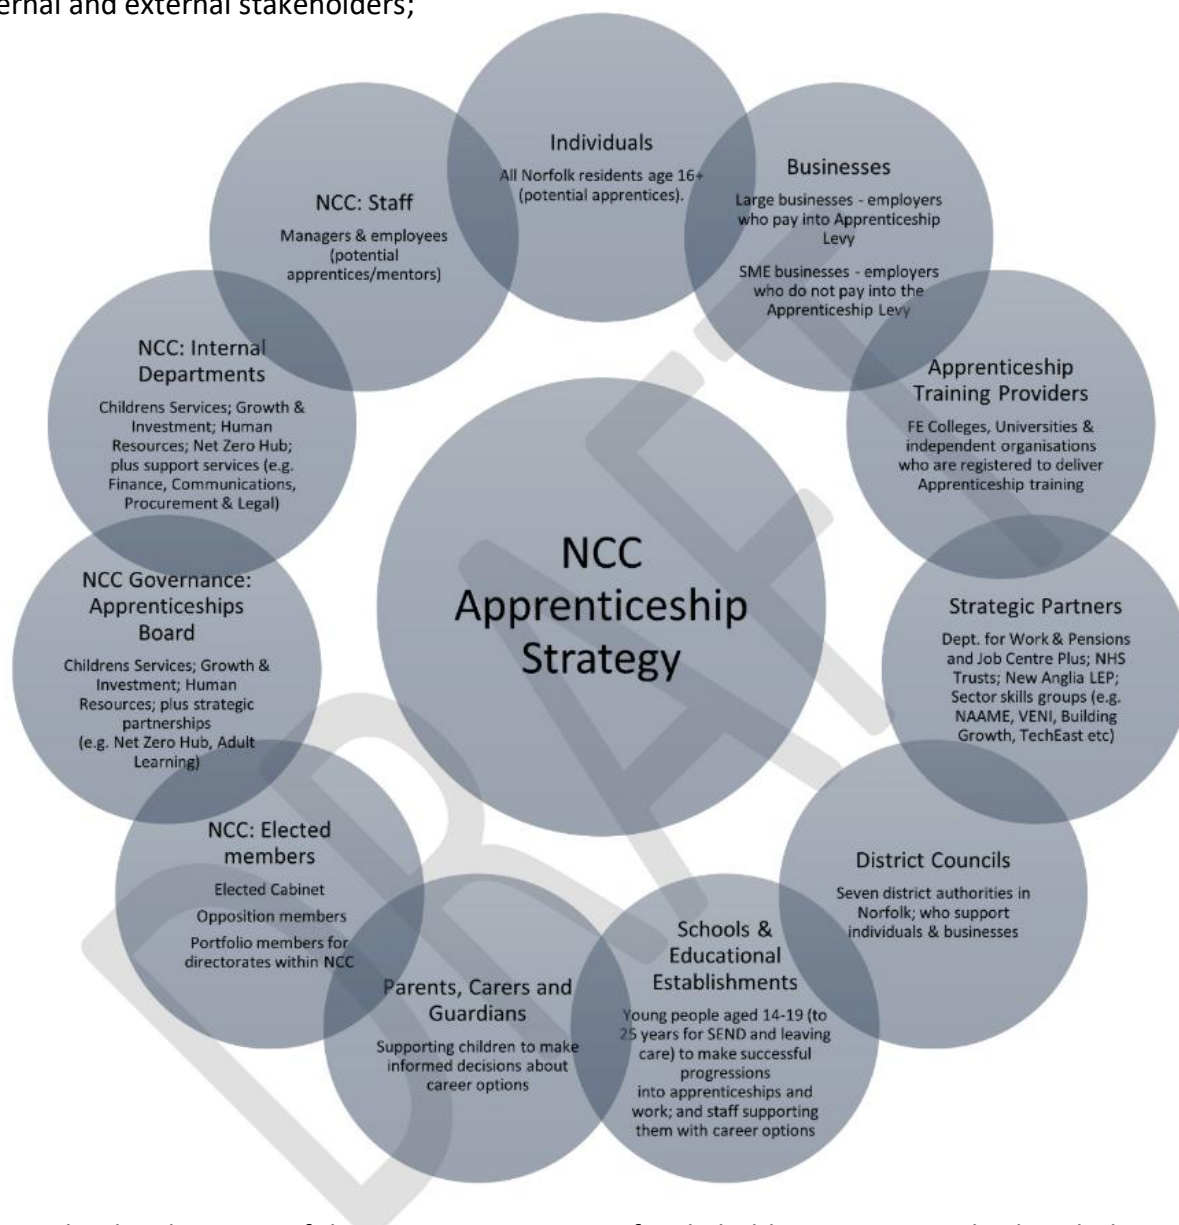 and external stakeholders;
Individuals
All Norfolk residents age 16+
(potential apprentices).
Businesses
Large businesses - employers
who pay into Apprenticeship
Levy
SME businesses - employers
who do not pay into the
Apprenticeship Levy
Apprenticeship
Training Providers
FE Colleges, Universities &
independent organisations
who are registered to deliver
Apprenticeship training
Strategic Partners
Dept. for Work & Pensions
and Job Centre Plus; NHS
Trusts; New Anglia LEP;
Sector skills groups (e.g.
NAAME, VENI, Building
Growth, TechEast etc)
District Councils
Seven district authorities in
Norfolk; who support
individuals & businesses
Schools &
Educational
Establishments
Young people aged 14-19 (to
25 years for SEND and leaving
care) to make successful
progressions
into apprenticeships and
work; and staff supporting
them with career options
Parents, Carers and
Guardians
Supporting children to make
informed decisions about
career options
NCC: Elected
members
Elected Cabinet
Opposition members
Portfolio members for
directorates within NCC
NCC Governance:
Apprenticeships
Board
Childrens Services; Growth &
Investment; Human
Resources; plus strategic
partnerships
(e.g. Net Zero Hub, Adult
Learning)
NCC: Internal
Departments
Childrens Services; Growth &
Investment; Human
Resources; Net Zero Hub;
plus support services (e.g.
Finance, Communications,
Procurement & Legal)
NCC: Staff
Managers & employees
(potential
apprentices/mentors)
NCC
Apprenticeship
Strategy
DRAFT